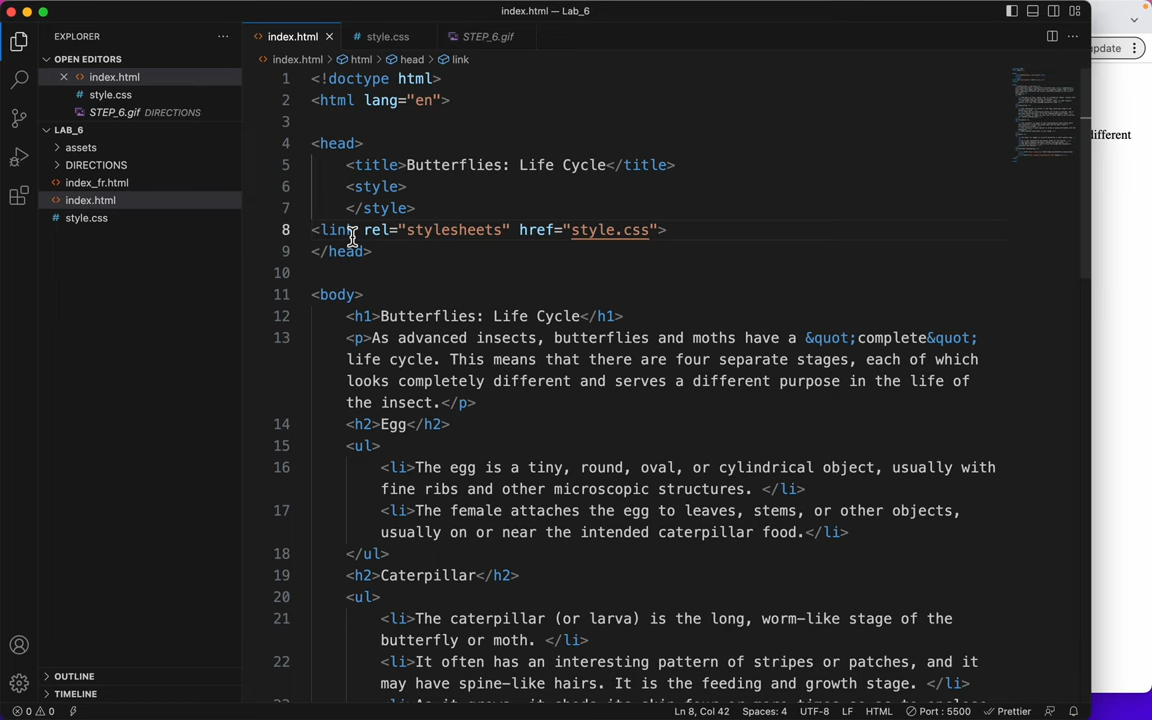 index.html — Lab_6
EXPLORER
index.html
style.css
STEP_6.gif
update
OPEN EDITORS
index.html > html > head > link
index.html
style.css
STEP_6.gif DIRECTIONS
LAB_6
assets
DIRECTIONS
index_fr.html
index.html
style.css
1 <!doctype html>
2 <html lang="en">
3
4 <head>
5 <title>Butterflies: Life Cycle</title>
6 <style>
7 </style>
8 <link rel="stylesheets" href="style.css">
9 </head>
10
11 <body>
12 <h1>Butterflies: Life Cycle</h1>
13 <p>As advanced insects, butterflies and moths have a &quot;complete&quot;
life cycle. This means that there are four separate stages, each of which
looks completely different and serves a different purpose in the life of
the insect.</p>
14 <h2>Egg</h2>
15 <ul>
16 <li>The egg is a tiny, round, oval, or cylindrical object, usually with
fine ribs and other microscopic structures. </li>
17 <li>The female attaches the egg to leaves, stems, or other objects,
usually on or near the intended caterpillar food.</li>
18 </ul>
19 <h2>Caterpillar</h2>
20 <ul>
21 <li>The caterpillar (or larva) is the long, worm-like stage of the
butterfly or moth. </li>
22 <li>It often has an interesting pattern of stripes or patches, and it
may have spine-like hairs. It is the feeding and growth stage. </li>
different
OUTLINE
TIMELINE
0 0
Ln 8, Col 42 Spaces: 4 UTF-8 LF HTML Port : 5500 Prettier